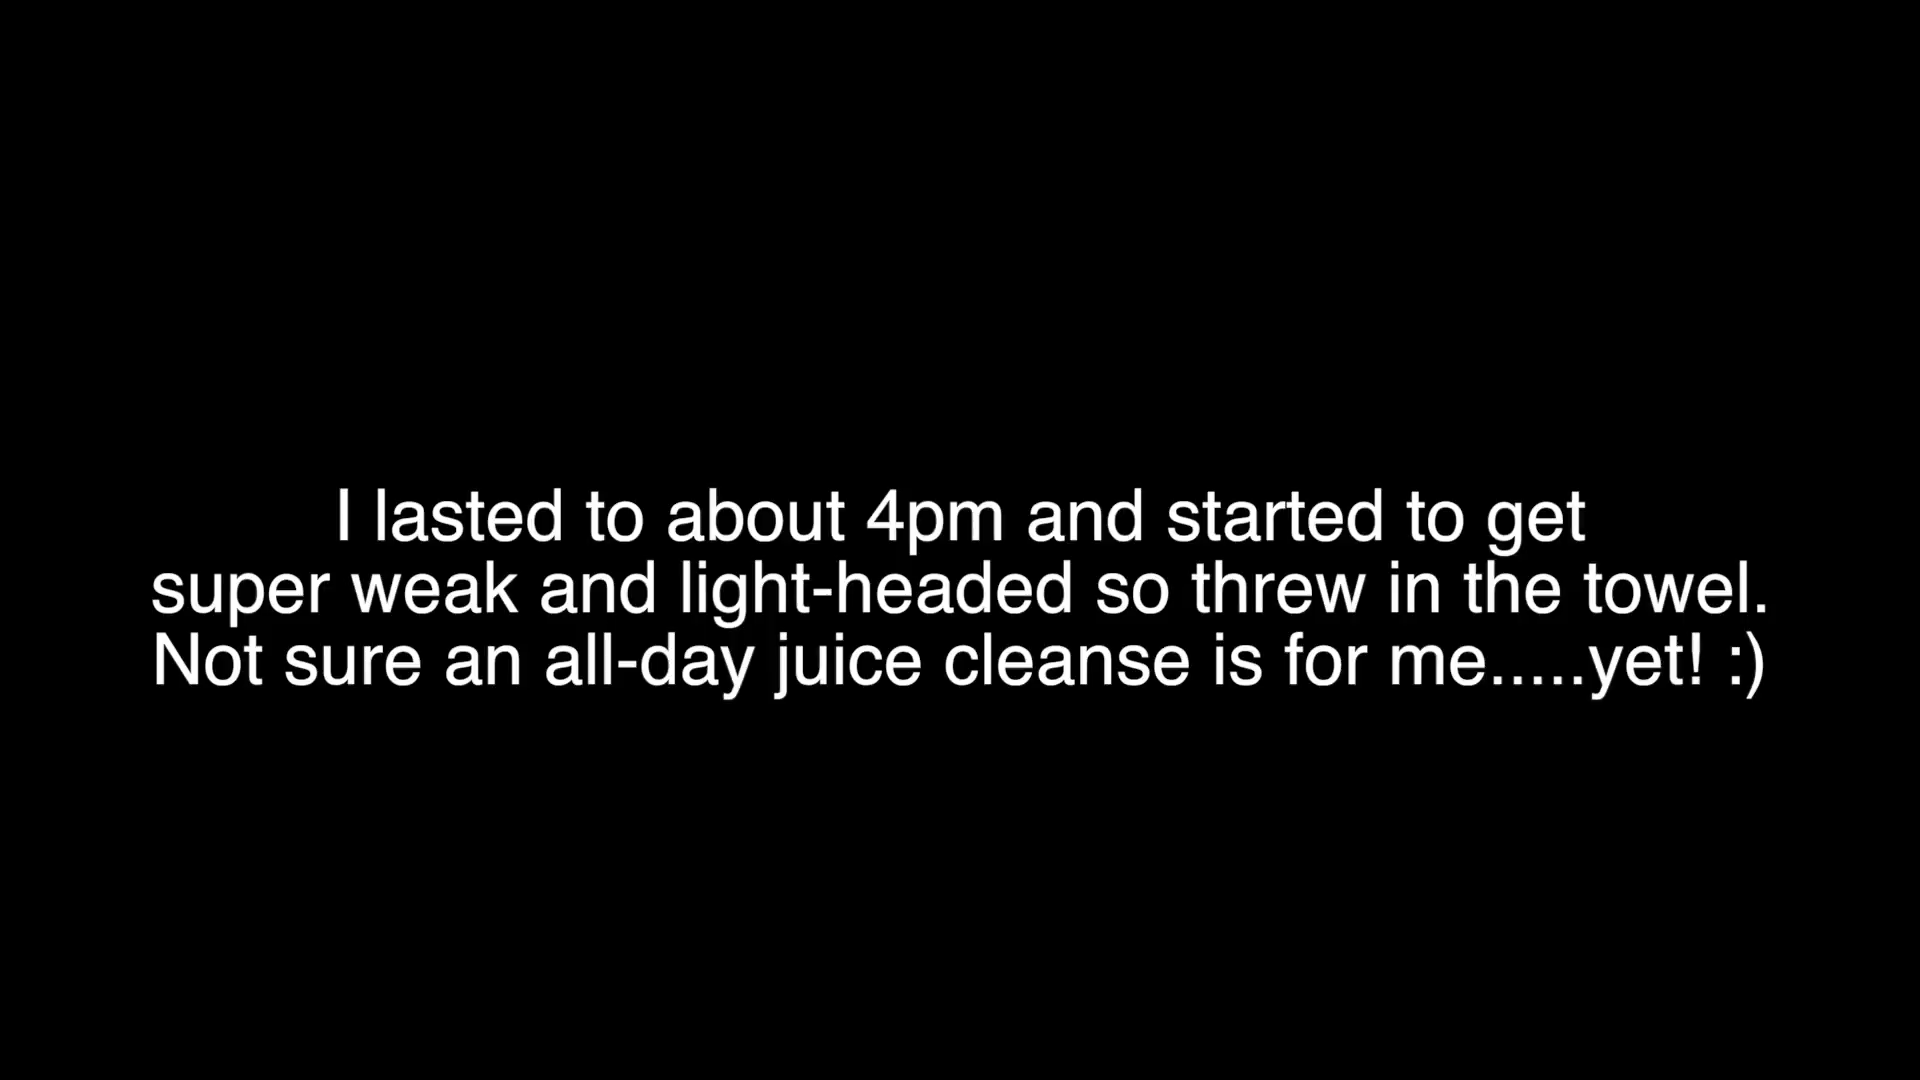 I lasted to about 4pm and started to get
super weak and light-headed so threw in the towel.
Not sure an all-day juice cleanse is for me.....yet! :)